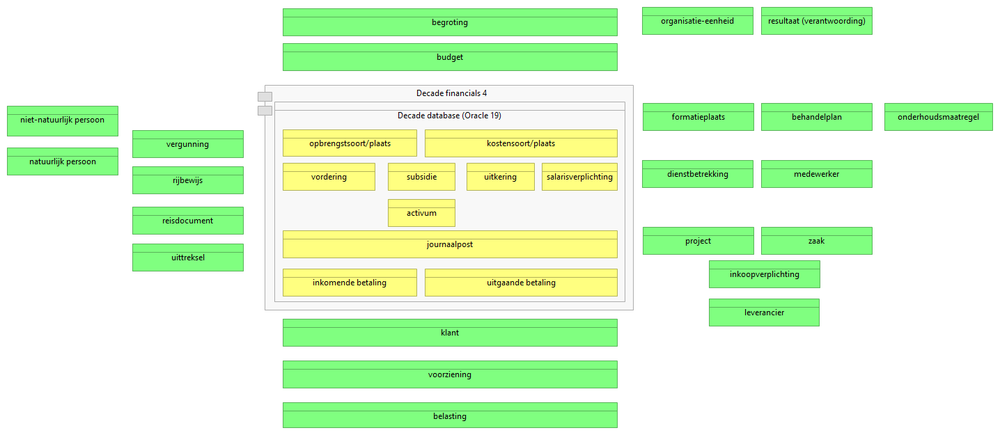 begroting
organisatie-eenheid
resultaat (verantwoording)
budget
Decade financials 4
Decade database (Oracle 19)
niet-natuurlijk persoon
natuurlijk persoon
vergunning
rijbewijs
reisdocument
uittreksel
opbrengstsoort/plaats
kostensoort/plaats
vordering
subsidie
uitkering
salarisverplichting
activum
journaalpost
inkomende betaling
uitgaande betaling
formatieplaats
behandelplan
onderhoudsmaatregel
dienstbetrekking
medewerker
project
zaak
inkoopverplichting
leverancier
klant
voorziening
belasting